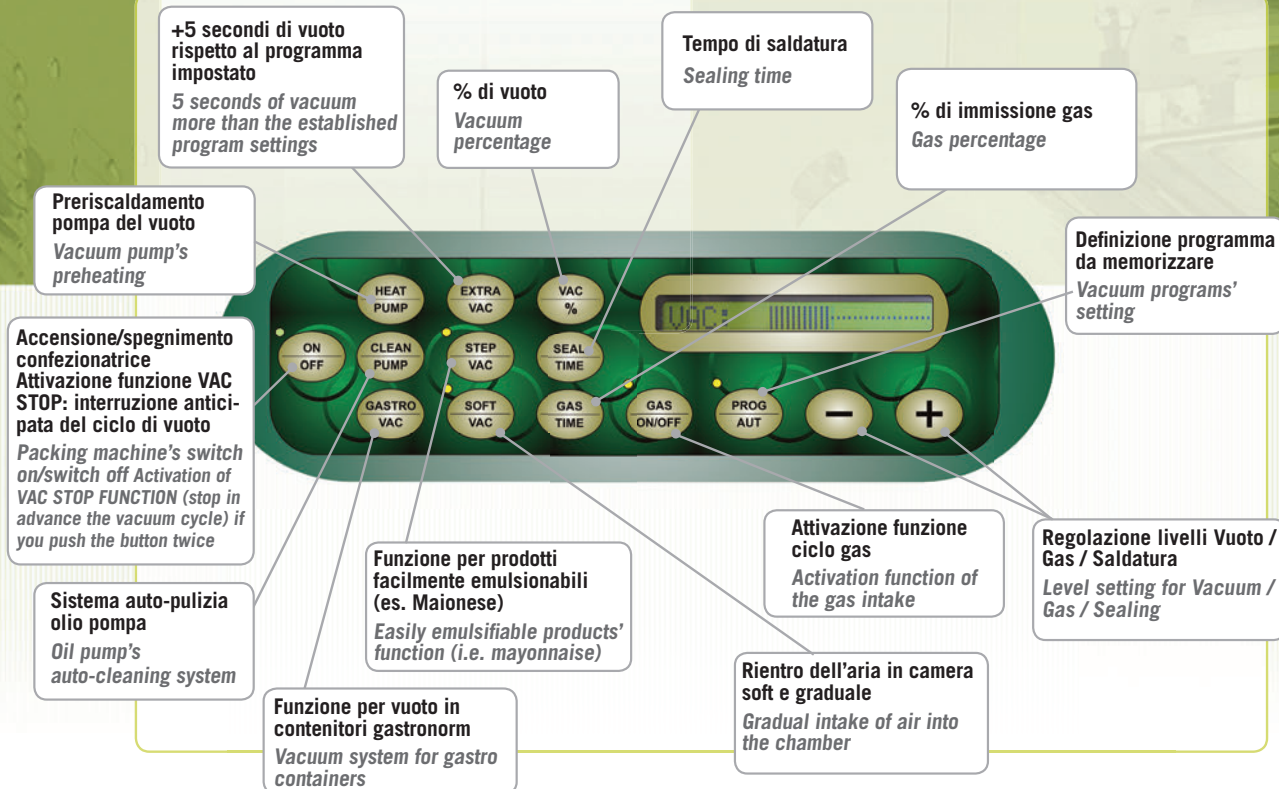 +5 secondi di vuoto
rispetto al programma
impostato
5 seconds of vacuum
more than the established
program settings
% di vuoto
Vacuum
percentage
Tempo di saldatura
Sealing time
% di immissione gas
Gas percentage
Preriscaldamento
pompa del vuoto
Vacuum pump's
preheating
Definizione programma
da memorizzare
Vacuum programs'
setting
Accensione/spegnimento
confezionatrice
Attivazione funzione VAC
STOP: interruzione antici-
pata del ciclo di vuoto
Packing machine's switch
on/switch off Activation of
VAC STOP FUNCTION (stop in
advance the vacuum cycle) if
you push the button twice
HEAT
PUMP
EXTRA
VAC
VAC
%
VAC:
ON
OFF
CLEAN
PUMP
STEP
VAC
SEAL
TIME
GASTRO
VAC
SOFT
VAC
GAS
TIME
GAS
ON/OFF
PROG
AUT
−
+
Sistema auto-pulizia
olio pompa
Oil pump's
auto-cleaning system
Funzione per prodotti
facilmente emulsionabili
(es. Maionese)
Easily emulsifiable products'
function (i.e. mayonnaise)
Attivazione funzione
ciclo gas
Activation function of
the gas intake
Regolazione livelli Vuoto /
Gas / Saldatura
Level setting for Vacuum /
Gas / Sealing
Funzione per vuoto in
contenitori gastronorm
Vacuum system for gastro
containers
Rientro dell'aria in camera
soft e graduale
Gradual intake of air into
the chamber